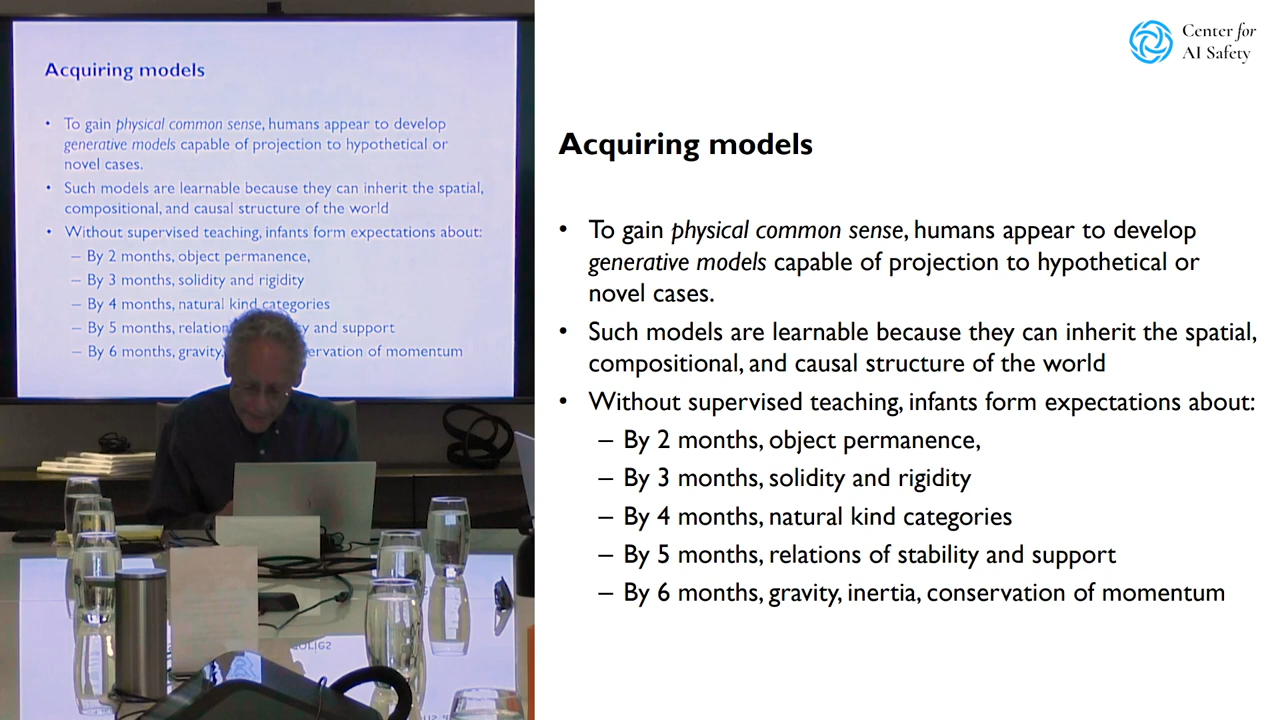 Acquiring models
• To gain physical common sense, humans appear to develop
generative models capable of projection to hypothetical or
novel cases.
• Such models are learnable because they can inherit the spatial,
compositional, and causal structure of the world
• Without supervised teaching, infants form expectations about:
– By 2 months, object permanence,
– By 3 months, solidity and rigidity
– By 4 months, natural kind categories
– By 5 months, relation ty and support
– By 6 months, gravity, ervation of momentum
Center for
AI Safety
Acquiring models
• To gain physical common sense, humans appear to develop
generative models capable of projection to hypothetical or
novel cases.
• Such models are learnable because they can inherit the spatial,
compositional, and causal structure of the world
• Without supervised teaching, infants form expectations about:
– By 2 months, object permanence,
– By 3 months, solidity and rigidity
– By 4 months, natural kind categories
– By 5 months, relations of stability and support
– By 6 months, gravity, inertia, conservation of momentum